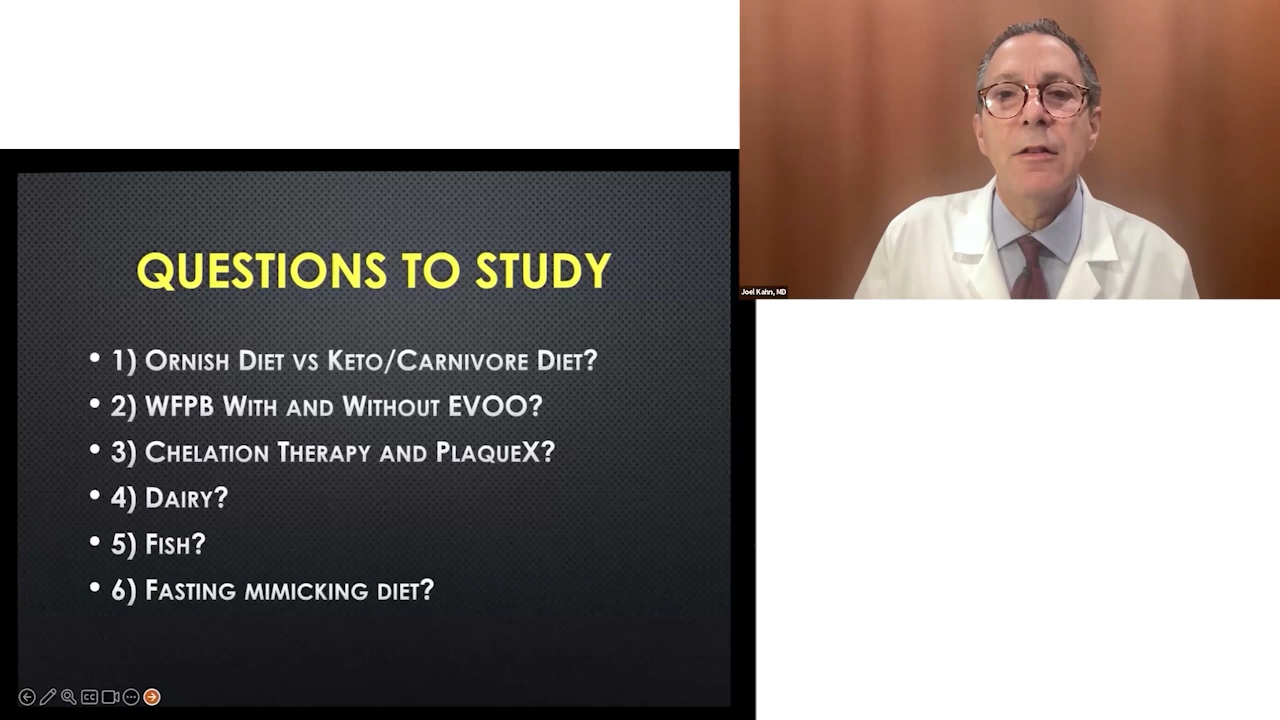 Joel Kahn, MD
QUESTIONS TO STUDY
• 1) Ornish Diet vs Keto/Carnivore Diet?
• 2) WFPB With and Without EVOO?
• 3) Chelation Therapy and PlaqueX?
• 4) Dairy?
• 5) Fish?
• 6) Fasting mimicking diet?
CC